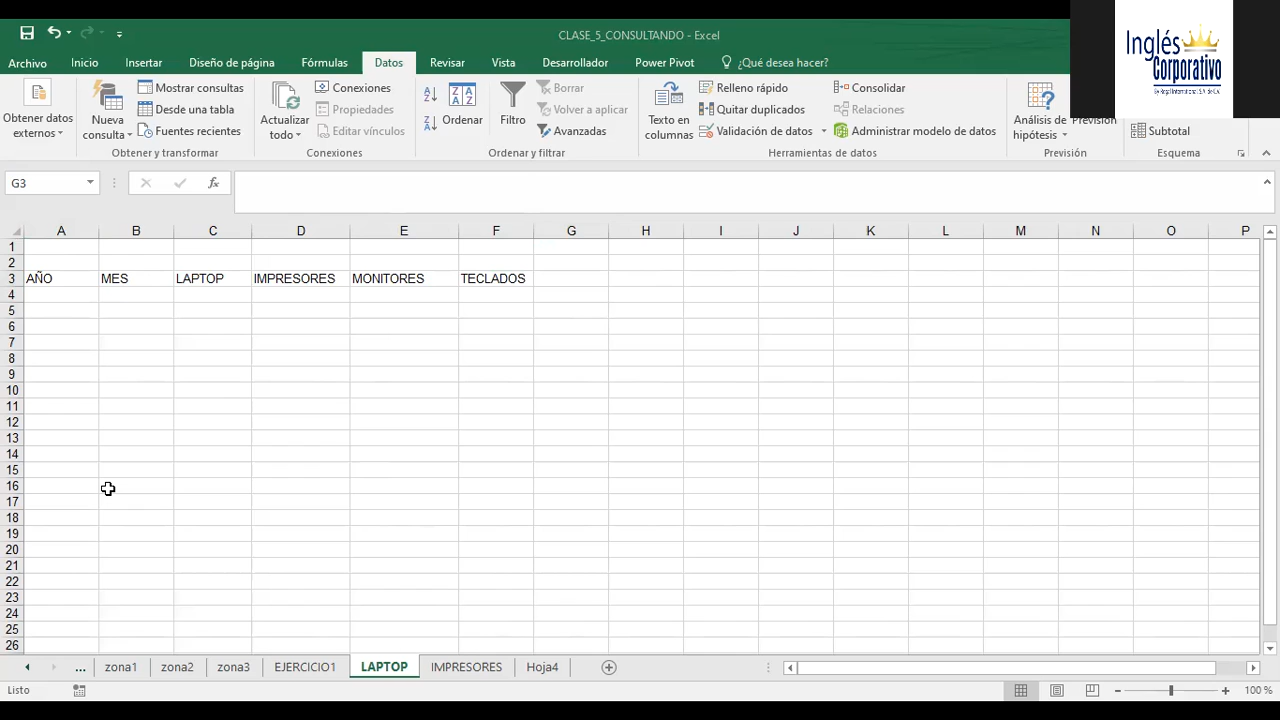 CLASE_5_CONSULTANDO - Excel
Inglés
Corporativo
Archivo Inicio Insertar Diseño de página Fórmulas Datos Revisar Vista Desarrollador Power Pivot ¿Qué desea hacer?
Obtener datos externos
Nueva consulta
Mostrar consultas
Desde una tabla
Fuentes recientes
Obtener y transformar
Actualizar todo
Conexiones
Propiedades
Editar vínculos
Conexiones
Ordenar
Filtro
Borrar
Volver a aplicar
Avanzadas
Ordenar y filtrar
Texto en columnas
Relleno rápido
Quitar duplicados
Validación de datos
Consolidar
Relaciones
Administrar modelo de datos
Herramientas de datos
Análisis de hipótesis
Previsión
Previsión
Subtotal
Esquema
G3
fx
A B C D E F G H I J K L M N O P
1
2
3 AÑO MES LAPTOP IMPRESORES MONITORES TECLADOS
4
5
6
7
8
9
10
11
12
13
14
15
16
17
18
19
20
21
22
23
24
25
26
... zona1 zona2 zona3 EJERCICIO1 LAPTOP IMPRESORES Hoja4
Listo
100 %